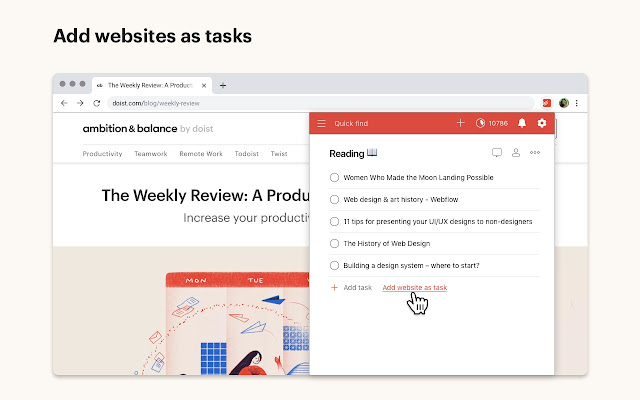 Add websites as tasks
The Weekly Review: A Product
doist.com/blog/weekly-review
ambition & balance by doist
Productivity Teamwork Remote Work Todoist Twist
The Weekly Review: A Produ
Increase your productiv
MON TUE
Quick find
10786
Reading 📖
Women Who Made the Moon Landing Possible
Web design & art history – Webflow
11 tips for presenting your UI/UX designs to non-designers
The History of Web Design
Building a design system – where to start?
+ Add task Add website as task